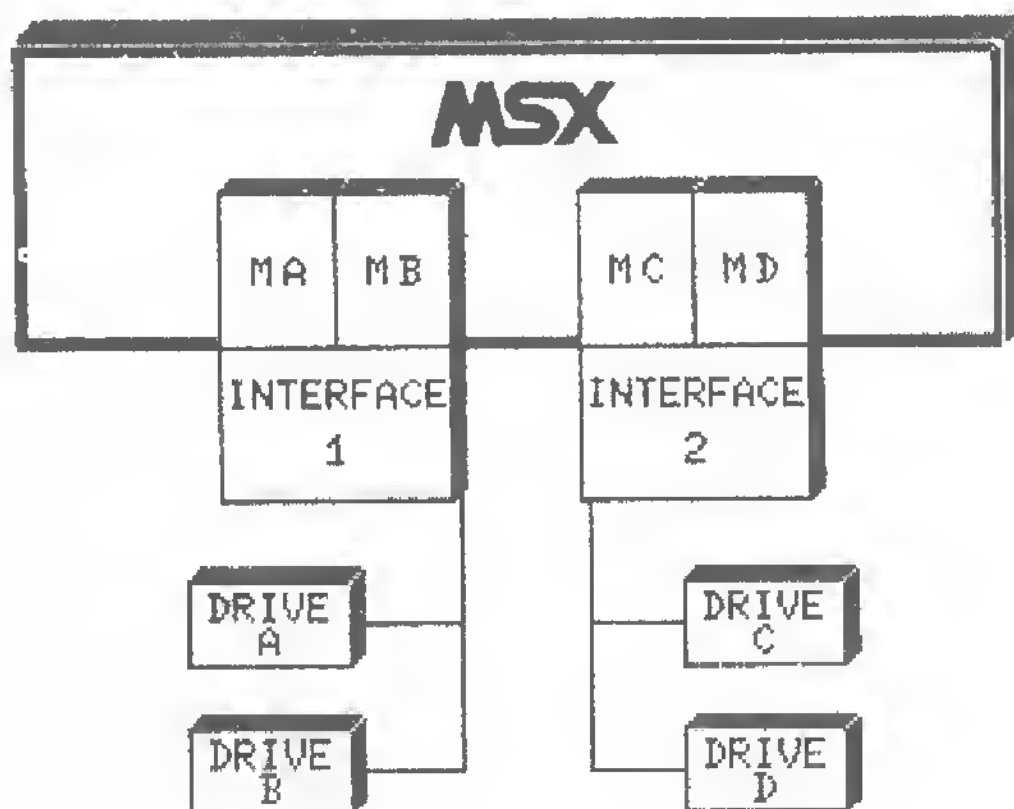 MSX
MA MB MC MD
INTERFACE INTERFACE
1 2
DRIVE DRIVE
A C
DRIVE DRIVE
B D